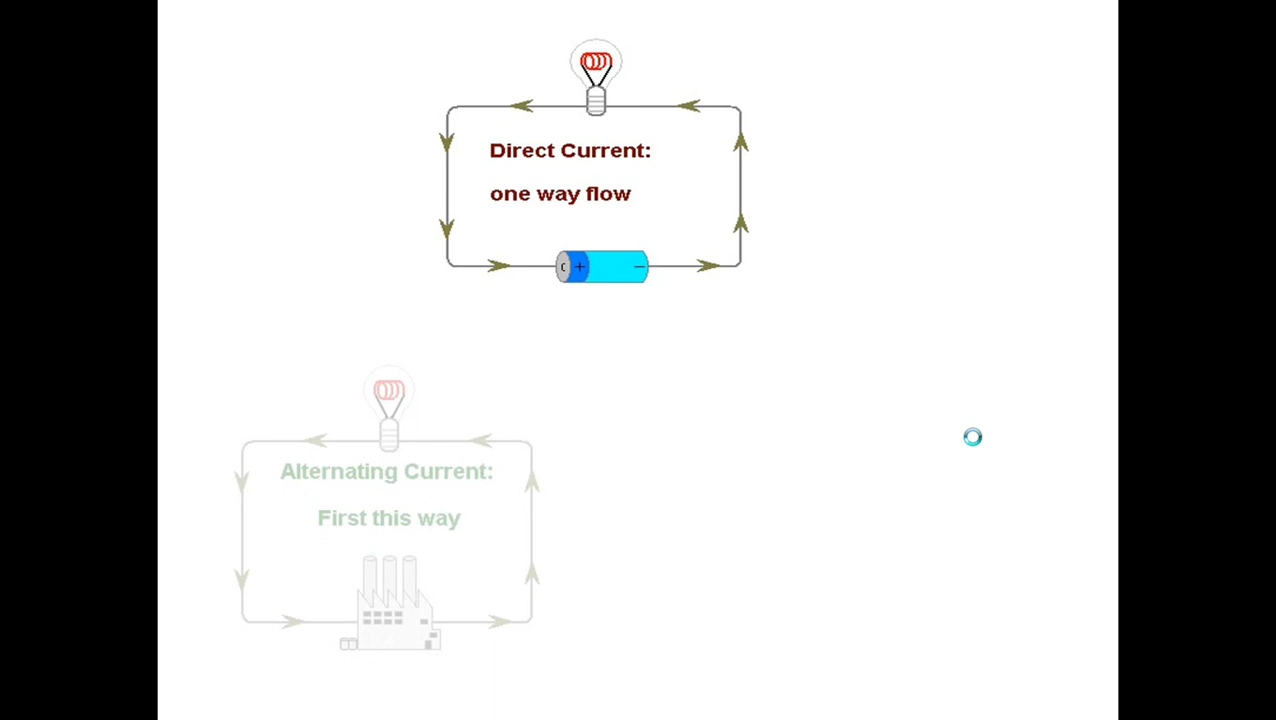 Direct Current:
one way flow
+ −
Alternating Current:
First this way